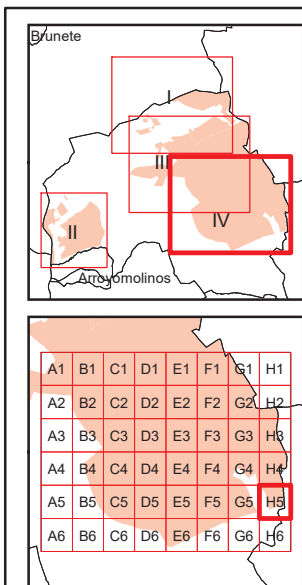 Brunete
I
III
IV
II
Arroyomolinos
A1 B1 C1 D1 E1 F1 G1 H1
A2 B2 C2 D2 E2 F2 G2 H2
A3 B3 C3 D3 E3 F3 G3 H3
A4 B4 C4 D4 E4 F4 G4 H4
A5 B5 C5 D5 E5 F5 G5 H5
A6 B6 C6 D6 E6 F6 G6 H6